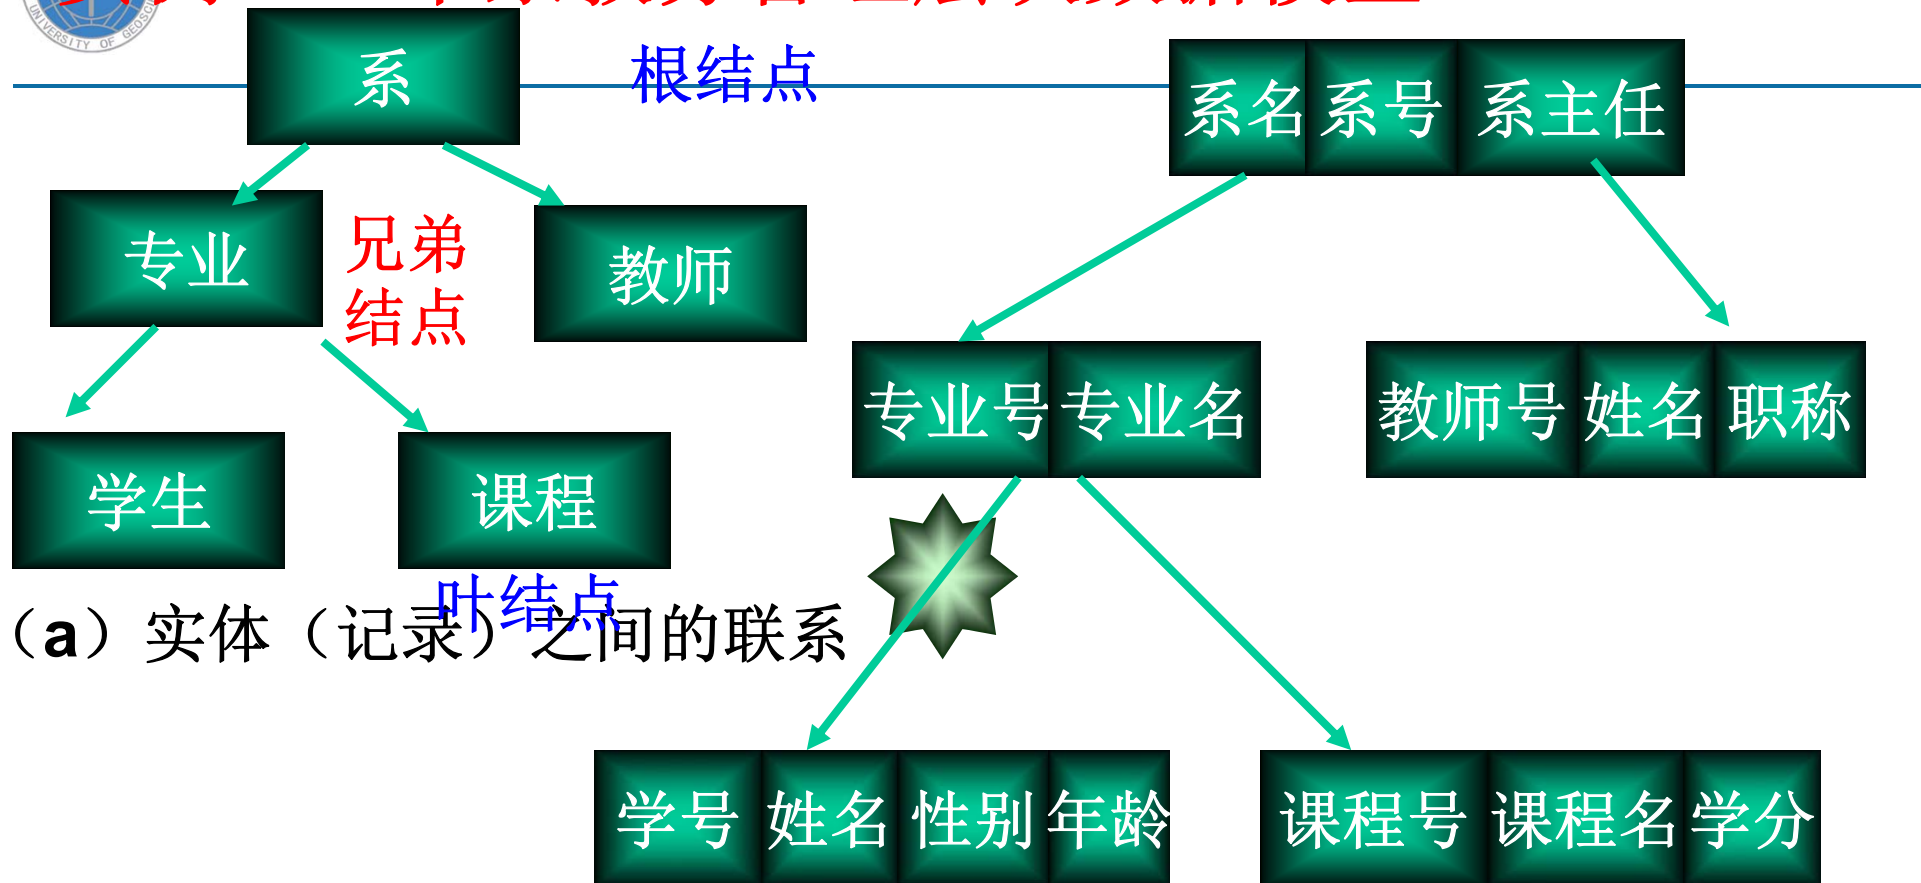 UNIVERSITY OF GEOSCI
系
根结点
系名 系号 系主任
专业
兄弟
结点
教师
专业号 专业名
教师号 姓名 职称
学生
课程
叶结点
（a）实体（记录）之间的联系
学号 姓名 性别 年龄
课程号 课程名 学分